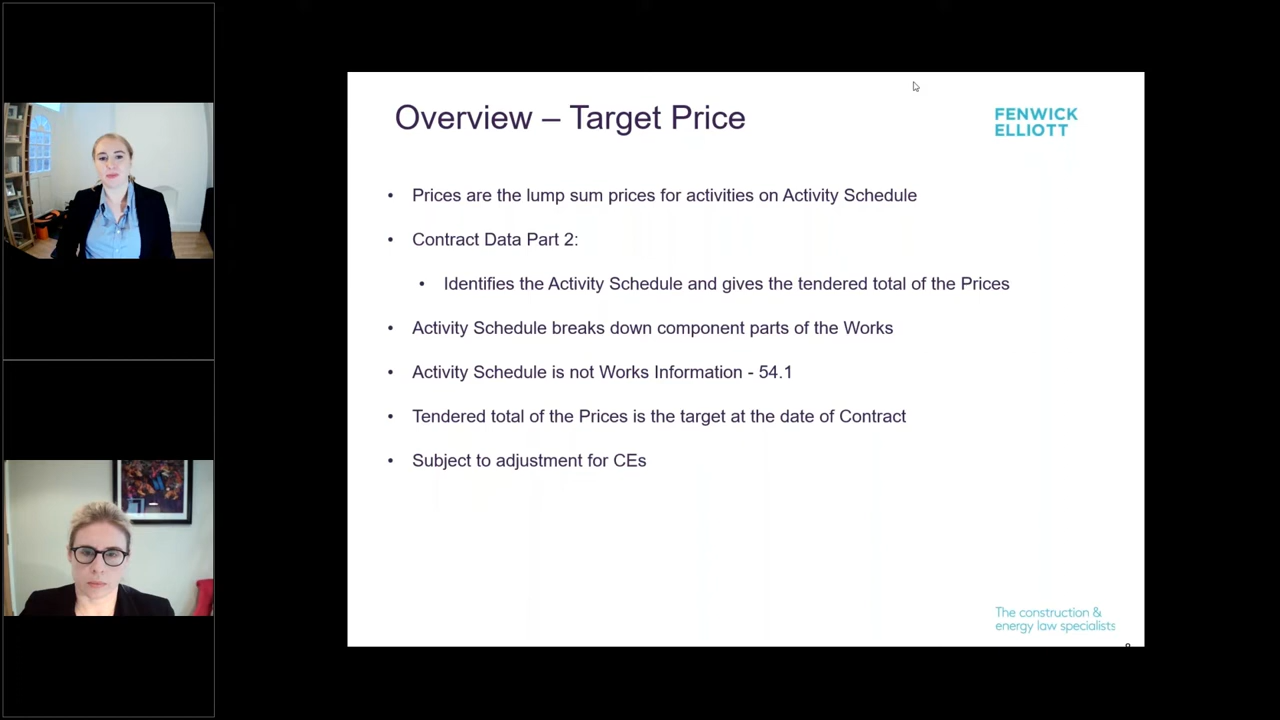 Overview – Target Price
FENWICK
ELLIOTT
• Prices are the lump sum prices for activities on Activity Schedule
• Contract Data Part 2:
• Identifies the Activity Schedule and gives the tendered total of the Prices
• Activity Schedule breaks down component parts of the Works
• Activity Schedule is not Works Information - 54.1
• Tendered total of the Prices is the target at the date of Contract
• Subject to adjustment for CEs
The construction &
energy law specialists